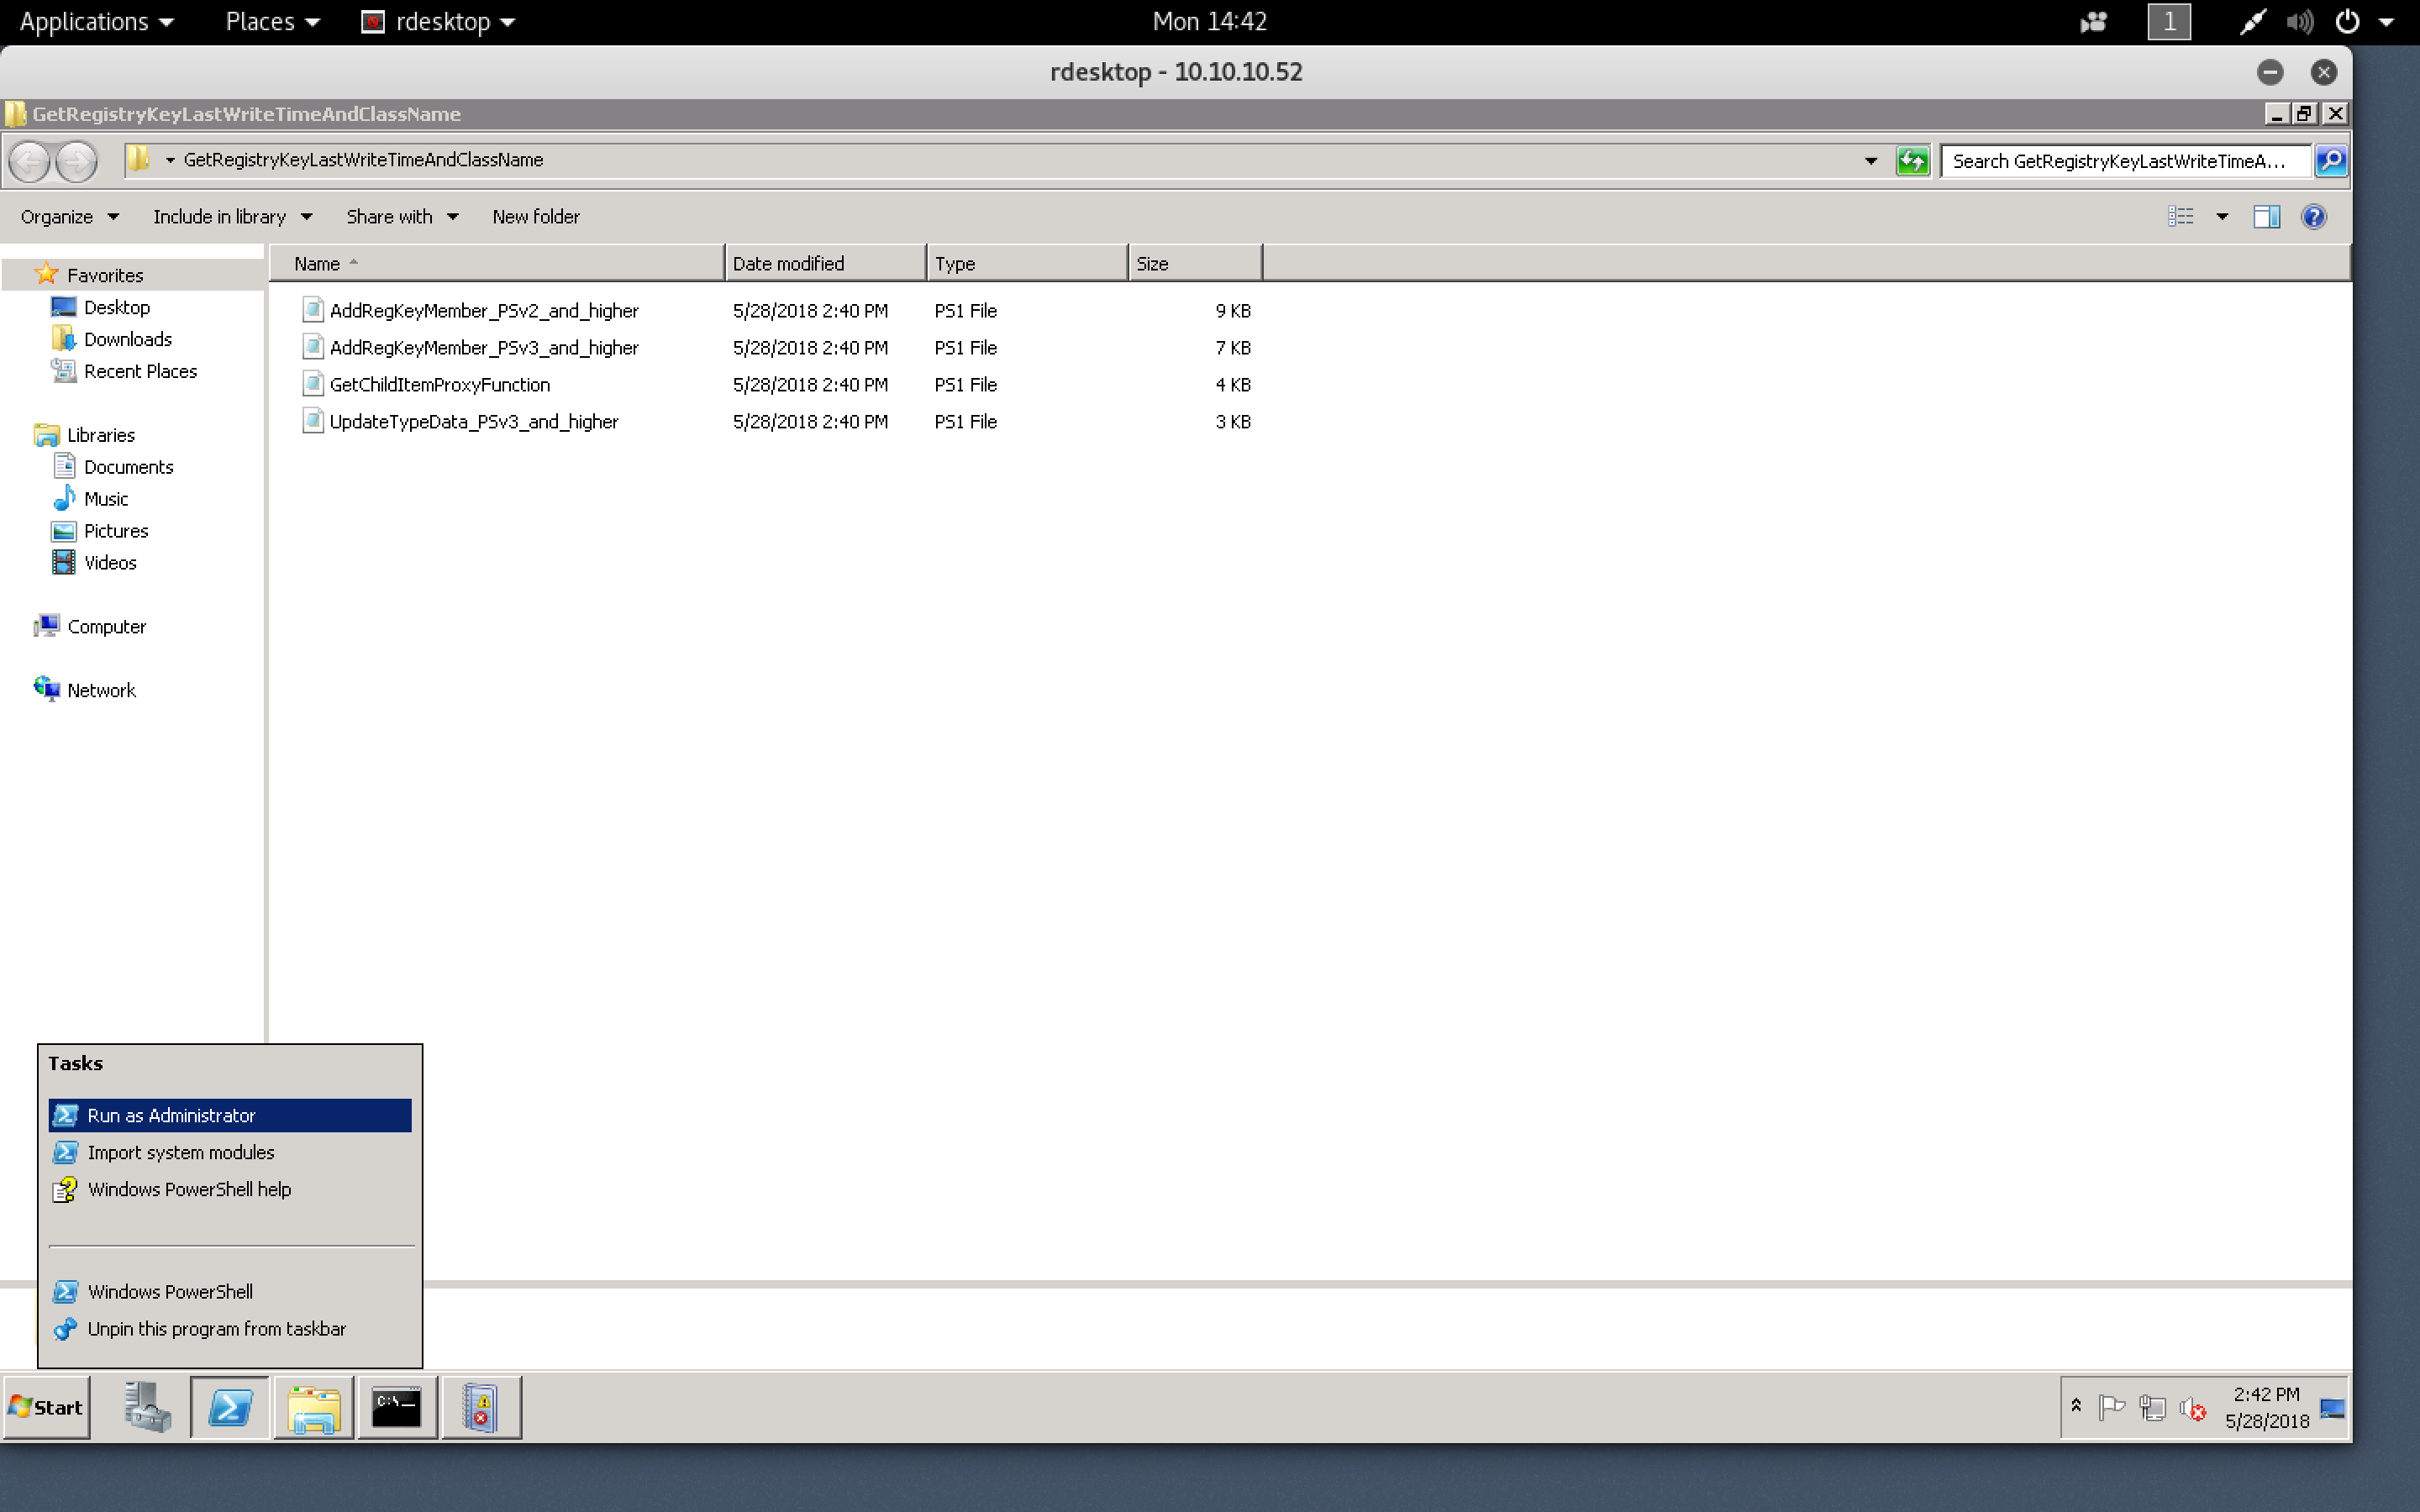 Applications Places rdesktop Mon 14:42 1
rdesktop - 10.10.10.52
GetRegistryKeyLastWriteTimeAndClassName
GetRegistryKeyLastWriteTimeAndClassName Search GetRegistryKeyLastWriteTimeA...
Organize Include in library Share with New folder
Name Date modified Type Size
Favorites
Desktop
Downloads
Recent Places
Libraries
Documents
Music
Pictures
Videos
Computer
Network
AddRegKeyMember_PSv2_and_higher 5/28/2018 2:40 PM PS1 File 9 KB
AddRegKeyMember_PSv3_and_higher 5/28/2018 2:40 PM PS1 File 7 KB
GetChildItemProxyFunction 5/28/2018 2:40 PM PS1 File 4 KB
UpdateTypeData_PSv3_and_higher 5/28/2018 2:40 PM PS1 File 3 KB
Tasks
Run as Administrator
Import system modules
Windows PowerShell help
Windows PowerShell
Unpin this program from taskbar
Start C:\_ 2:42 PM
5/28/2018